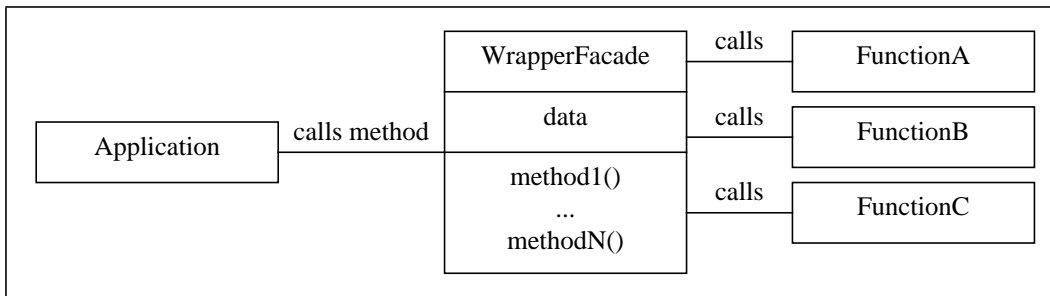 Application
calls method
WrapperFacade
data
method1()
...
methodN()
calls
FunctionA
calls
FunctionB
calls
FunctionC